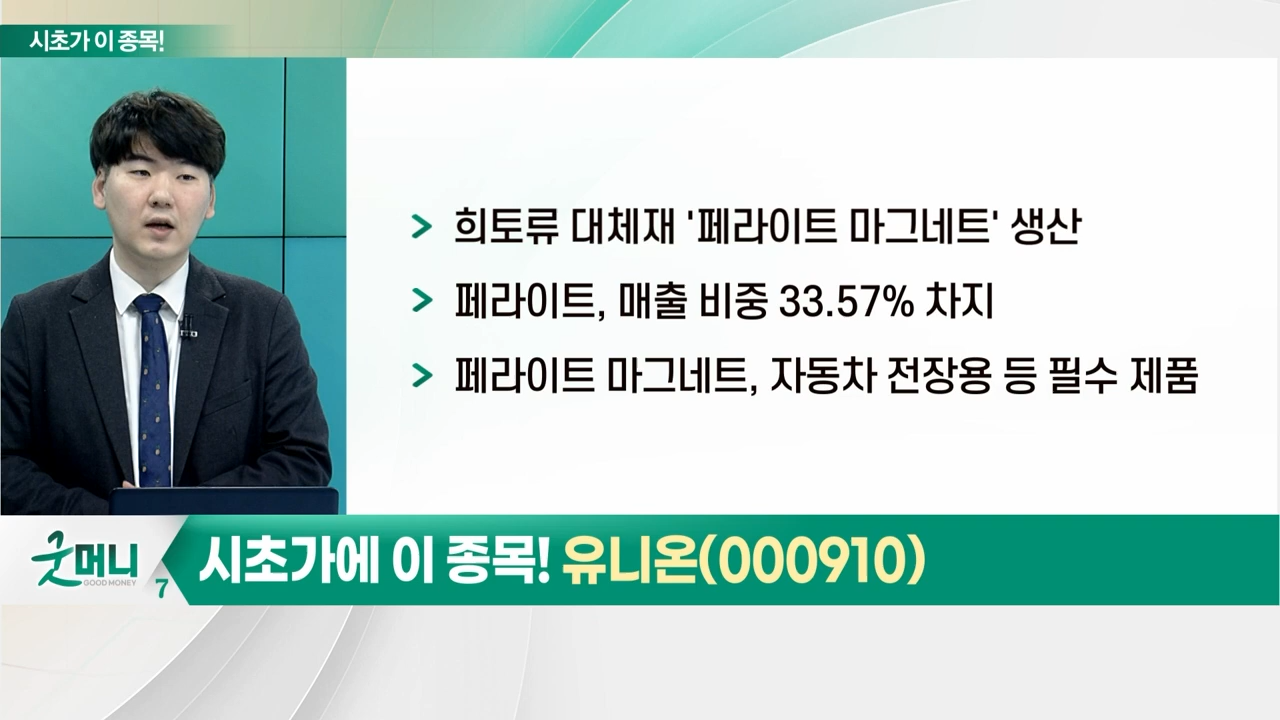 시초가 이 종목!
> 희토류 대체재 '페라이트 마그네트' 생산
> 페라이트, 매출 비중 33.57% 차지
> 페라이트 마그네트, 자동차 전장용 등 필수 제품
굿머니
GOOD MONEY
7
시초가에 이 종목! 유니온(000910)